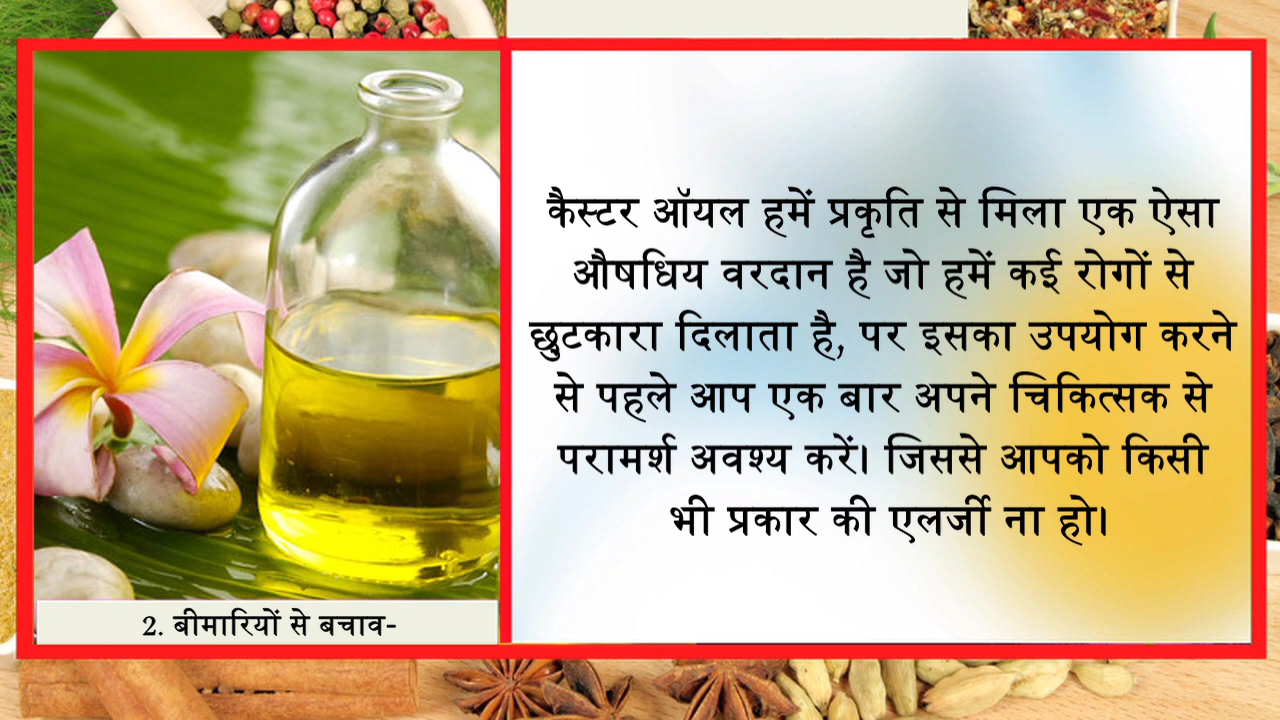 कैस्टर ऑयल हमें प्रकृति से मिला एक ऐसा
औषधिय वरदान है जो हमें कई रोगों से
छुटकारा दिलाता है, पर इसका उपयोग करने
से पहले आप एक बार अपने चिकित्सक से
परामर्श अवश्य करें। जिससे आपको किसी
भी प्रकार की एलर्जी ना हो।
2. बीमारियों से बचाव-